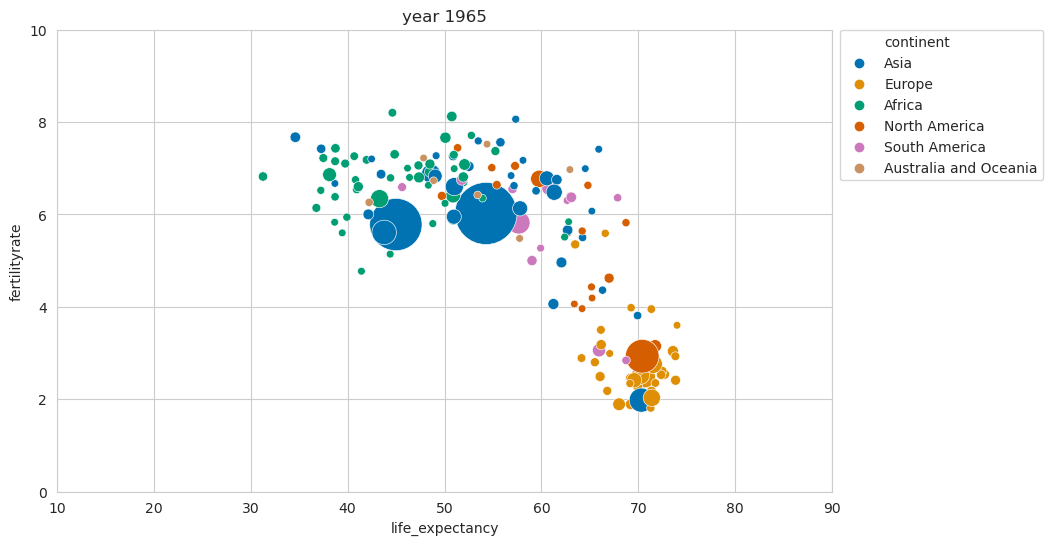 year 1965
10
8
6
4
2
0
fertilityrate
10 20 30 40 50 60 70 80 90
life_expectancy
continent
Asia
Europe
Africa
North America
South America
Australia and Oceania